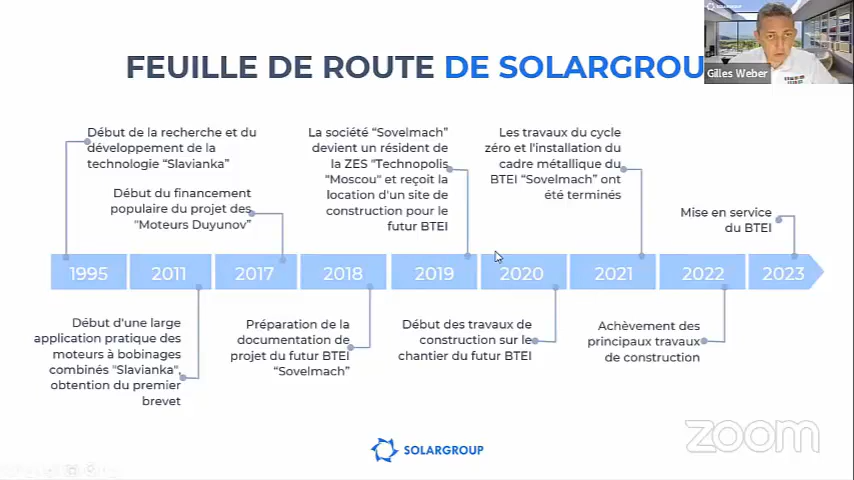 SOLARGROUP
FEUILLE DE ROUTE DE SOLARGROU
Gilles Weber
Début de la recherche et du
développement de la
technologie “Slavianka”
Début du financement
populaire du projet des
“Moteurs Duyunov”
La société “Sovelmach”
devient un résident de
la ZES "Technopolis
"Moscou" et reçoit la
location d'un site de
construction pour le
futur BTEI
Les travaux du cycle
zéro et l'installation du
cadre métallique du
BTEI “Sovelmach” ont
été terminés
Mise en service
du BTEI
1995
2011
2017
2018
2019
2020
2021
2022
2023
Début d'une large
application pratique des
moteurs à bobinages
combinés "Slavianka",
obtention du premier
brevet
Préparation de la
documentation de
projet du futur BTEI
“Sovelmach”
Début des travaux de
construction sur le
chantier du futur BTEI
Achèvement des
principaux travaux
de construction
SOLARGROUP
zoom